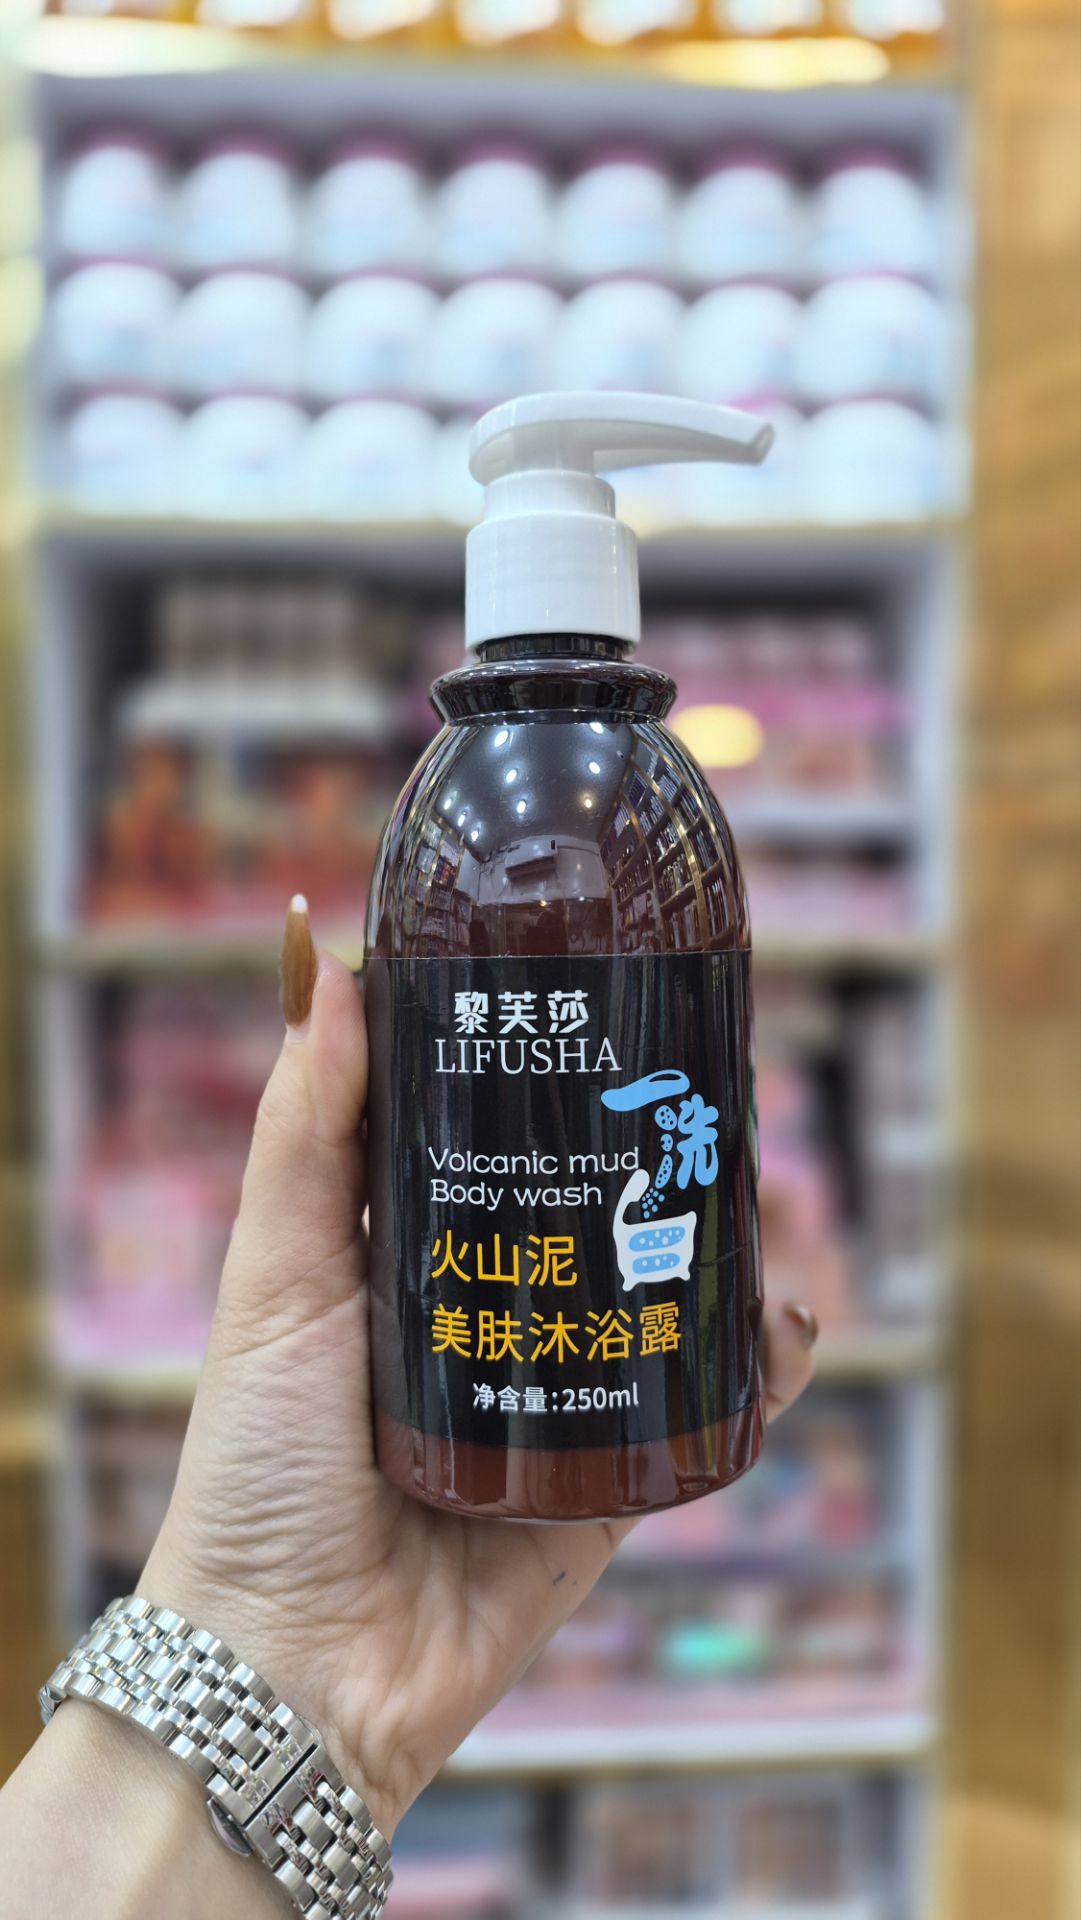 黎芙莎
LIFUSHA
一洗白
Volcanic mud
Body wash
火山泥
美肤沐浴露
净含量:250ml